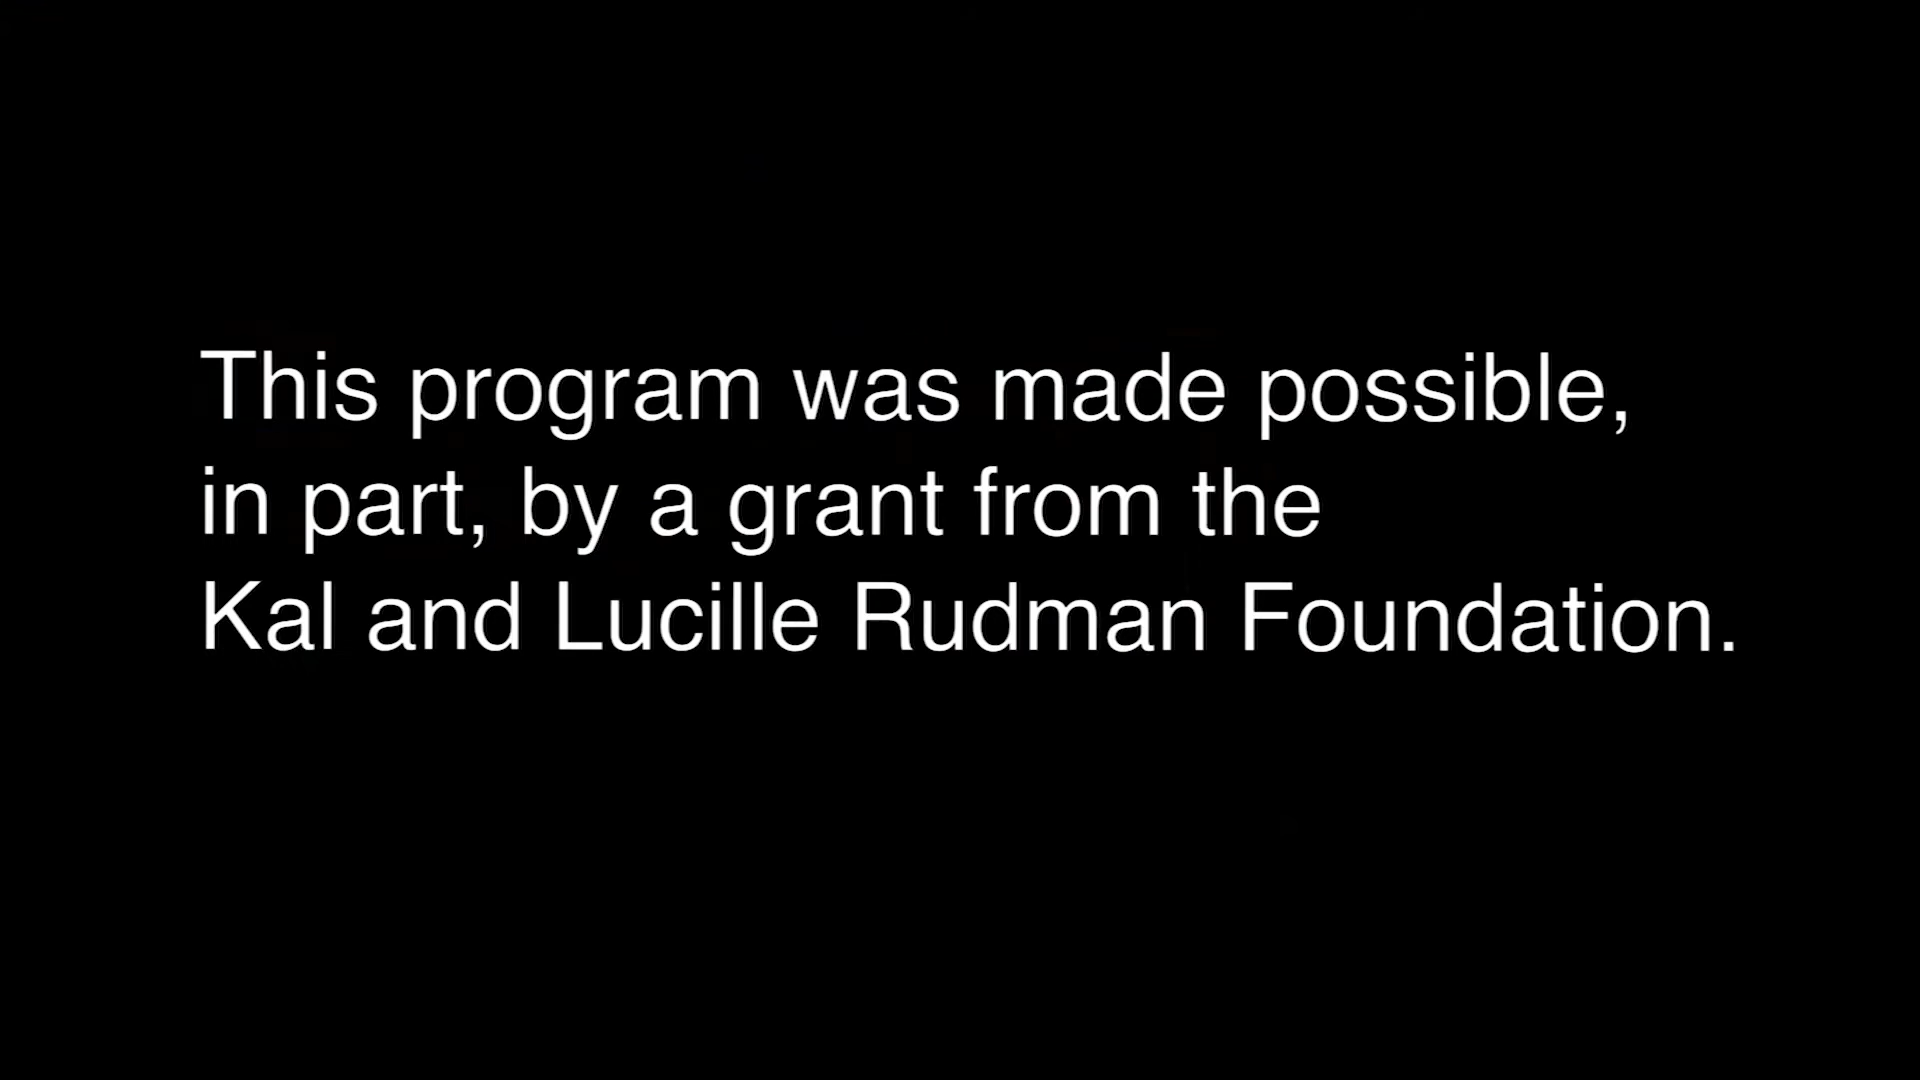 This program was made possible,
in part, by a grant from the
Kal and Lucille Rudman Foundation.